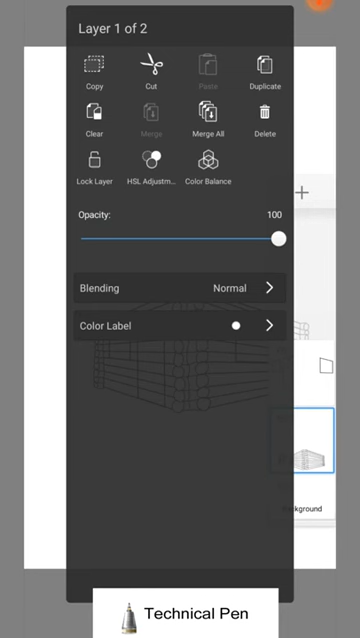 Layer 1 of 2
Copy
Cut
Paste
Duplicate
Clear
Merge
Merge All
Delete
Lock Layer
HSL Adjustm...
Color Balance
Opacity:
100
Blending
Normal
Color Label
Background
Technical Pen